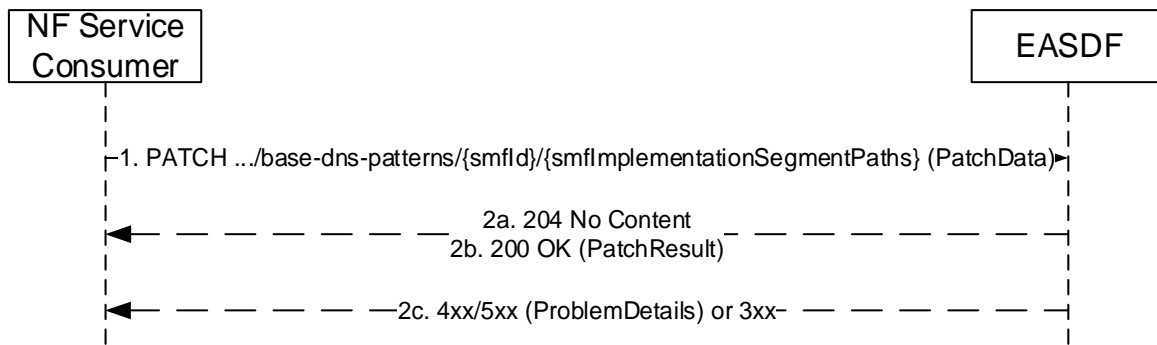 NF Service
Consumer
EASDF
1. PATCH .../base-dns-patterns/{smfId}/{smfImplementationSegmentPaths} (PatchData)
2a. 204 No Content
2b. 200 OK (PatchResult)
2c. 4xx/5xx (ProblemDetails) or 3xx